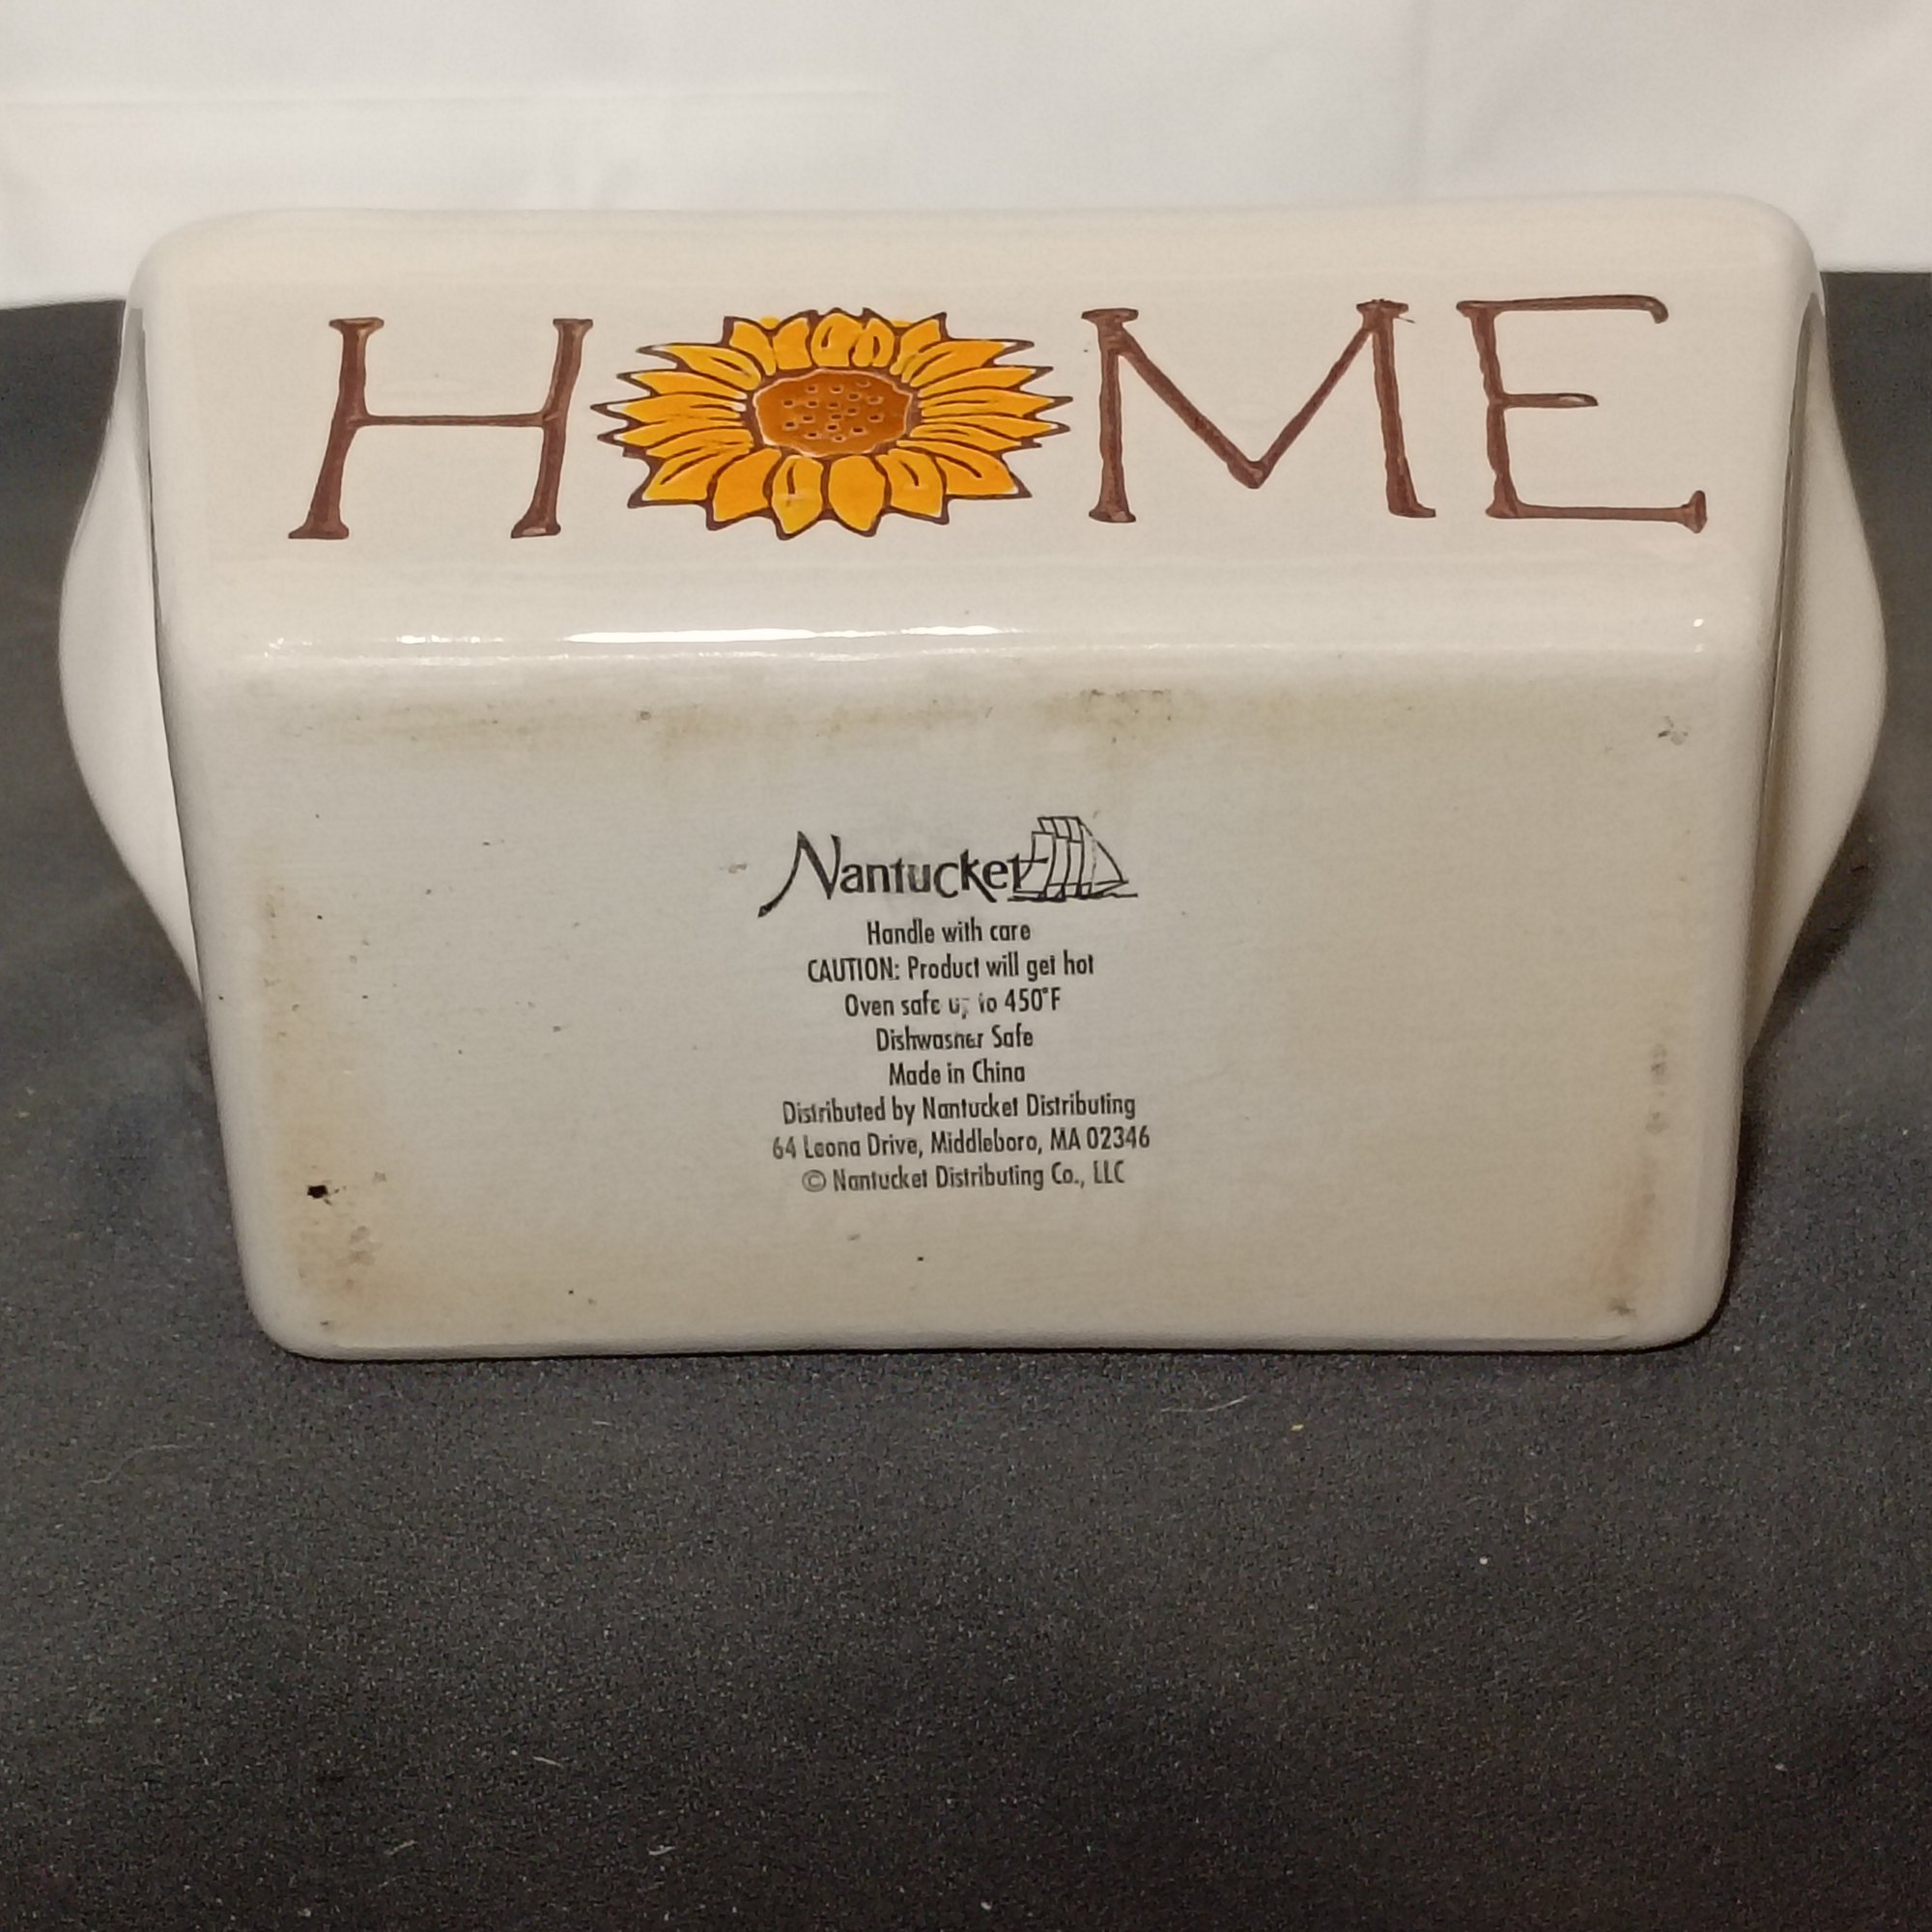 HOME
Nantucket
Handle with care
CAUTION: Product will get hot
Oven safe up to 450°F
Dishwasher Safe
Made in China
Distributed by Nantucket Distributing
64 Leona Drive, Middleboro, MA 02346
© Nantucket Distributing Co., LLC